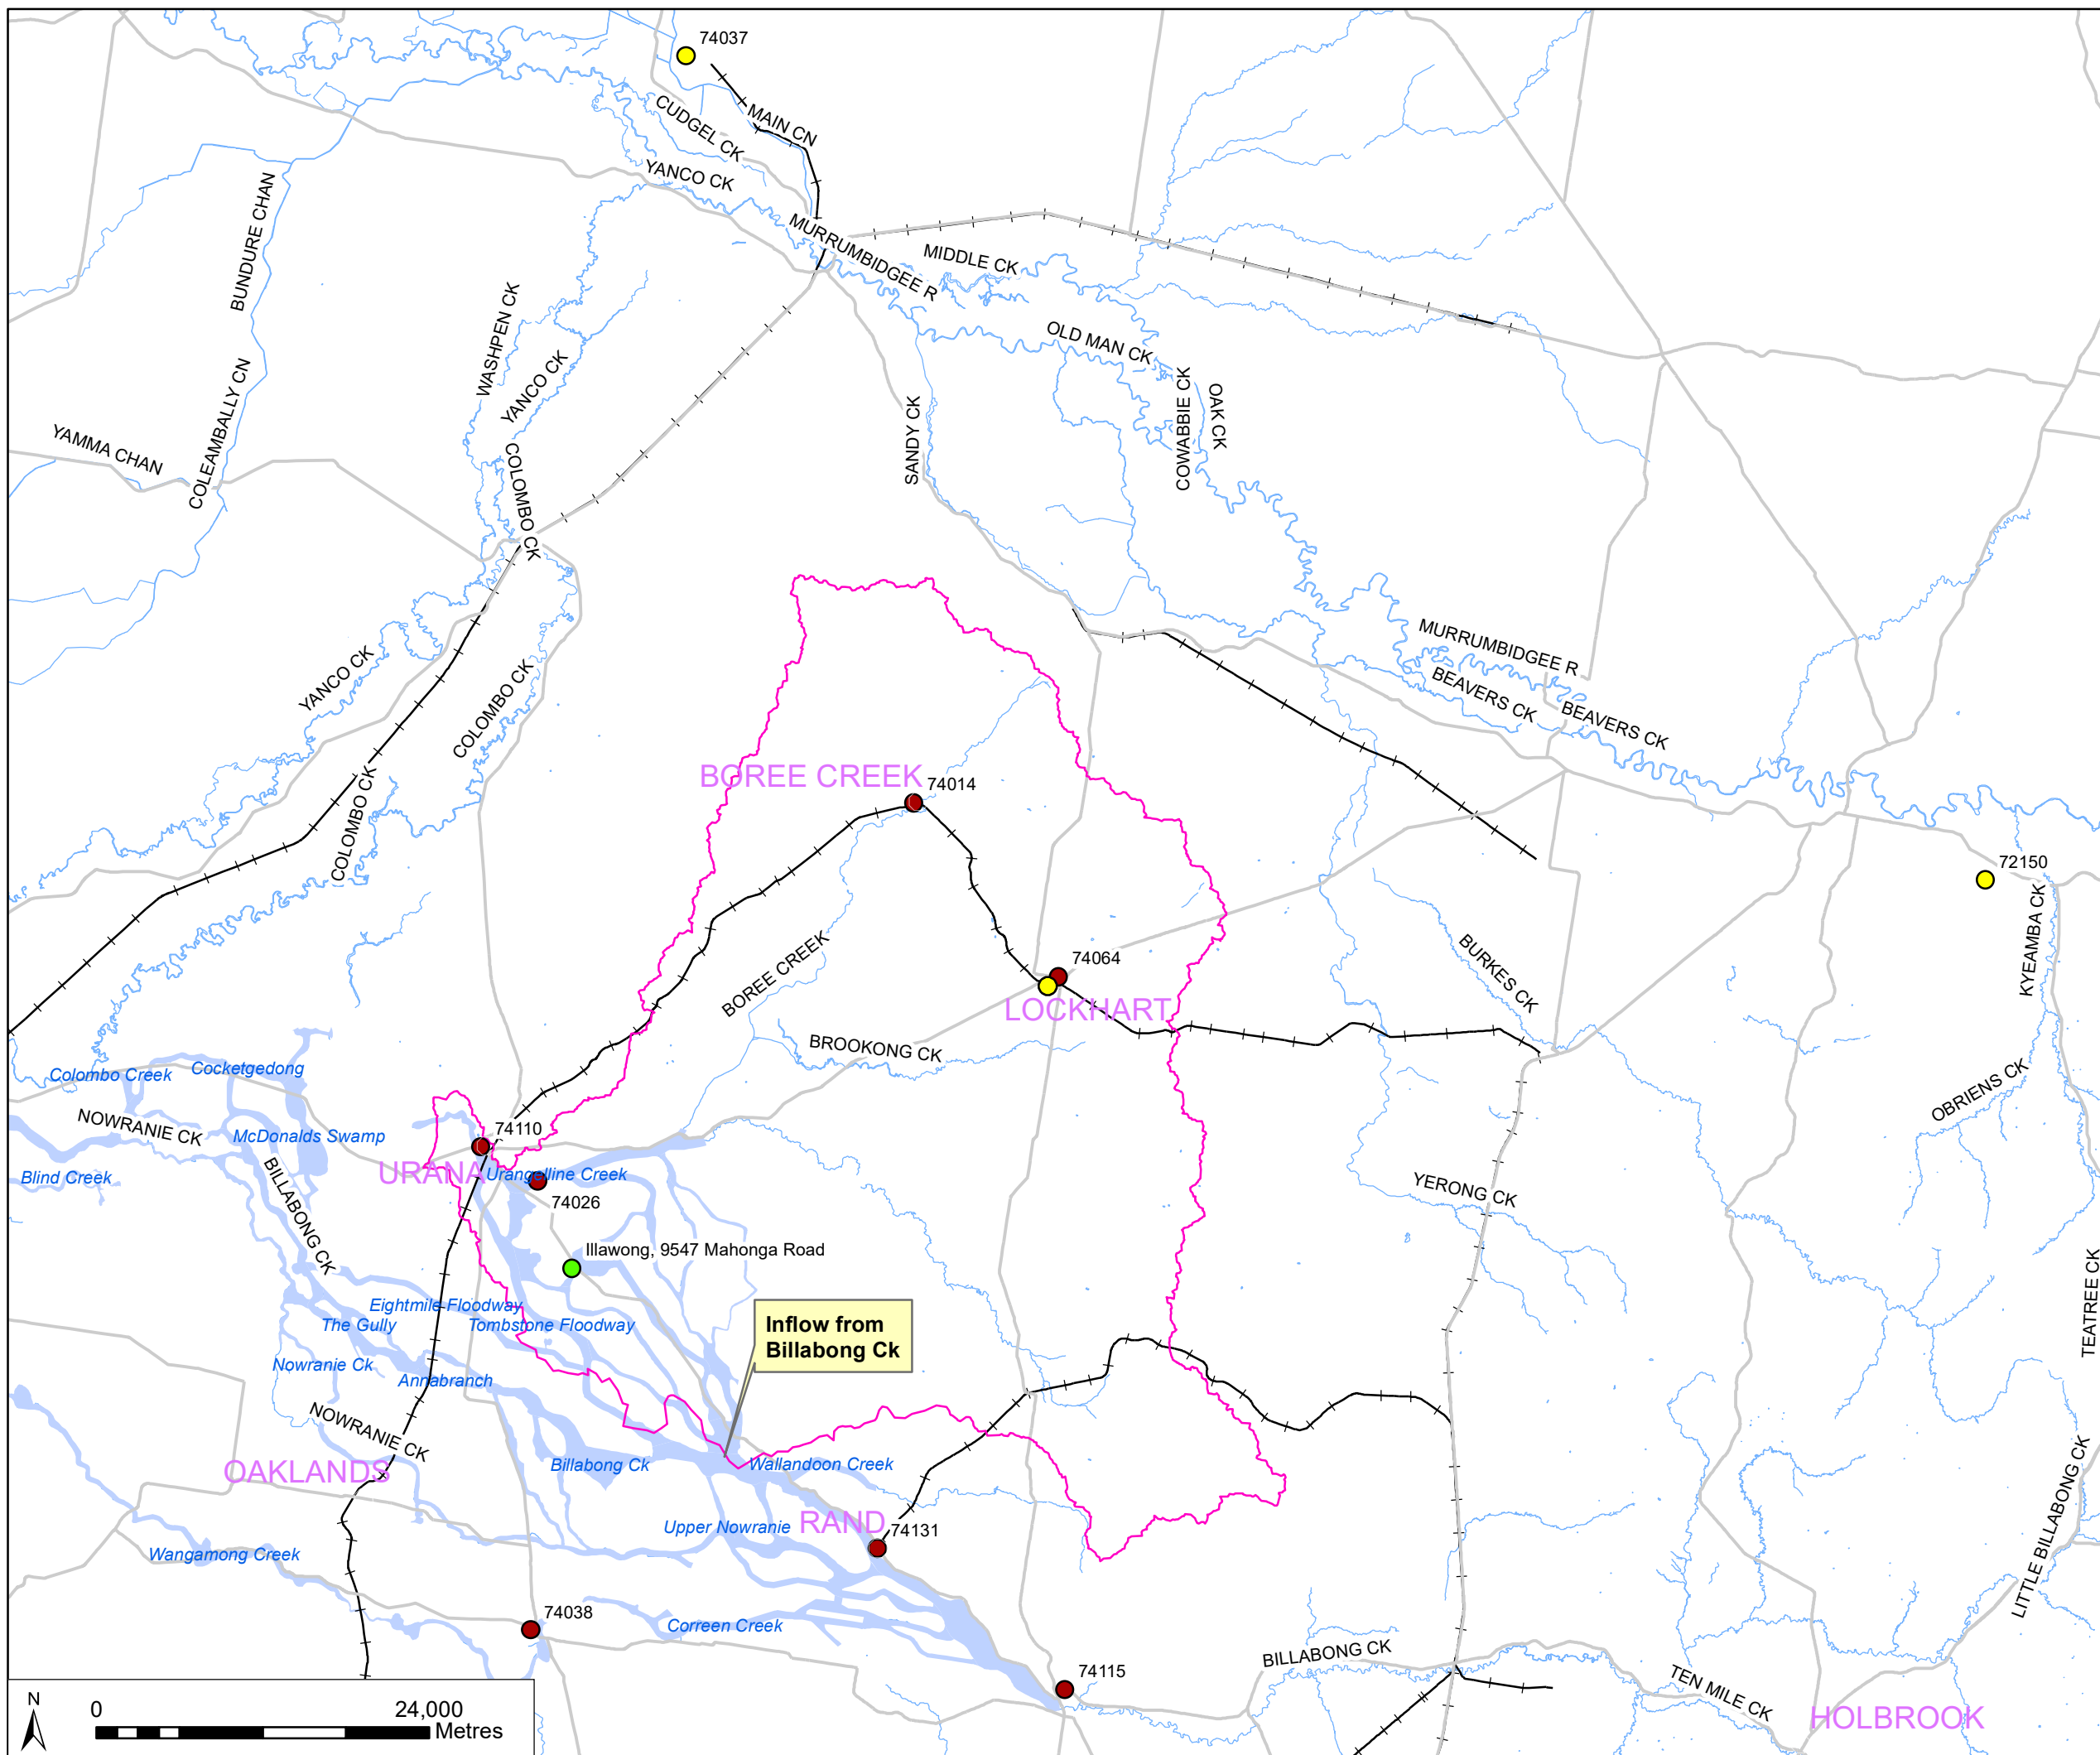 74037
MAIN CN
CUDGEL CK
YANCO CK
MURRUMBIDGEE R
MIDDLE CK
BUNDURE CHAN
WASHPEN CK
YANCO CK
OLD MAN CK
COWABBIE CK
OAK CK
SANDY CK
COLEAMBALLY CN
YAMMA CHAN
COLOMBO CK
YANCO CK
COLOMBO CK
COLOMBO CK
MURRUMBIDGEE R
BEAVERS CK
BEAVERS CK
BOREE CREEK
74014
72150
KYEAMBA CK
BOREE CREEK
74064
LOCKHART
BURKES CK
BROOKONG CK
OBRIENS CK
Colombo Creek
Cocketgedong
NOWRANIE CK
McDonalds Swamp
Blind Creek
74110
URANA
Urangelline Creek
74026
BILLABONG CK
YERONG CK
TEATREE CK
Illawong, 9547 Mahonga Road
Eightmile Floodway
The Gully
Tombstone Floodway
Inflow from
Billabong Ck
Nowranie Ck
Annabranch
NOWRANIE CK
OAKLANDS
Billabong Ck
Wallandoon Creek
Upper Nowranie
RAND
74131
Wangamong Creek
LITTLE BILLABONG CK
74038
Correen Creek
74115
BILLABONG CK
TEN MILE CK
HOLBROOK
N
0
24,000
Metres